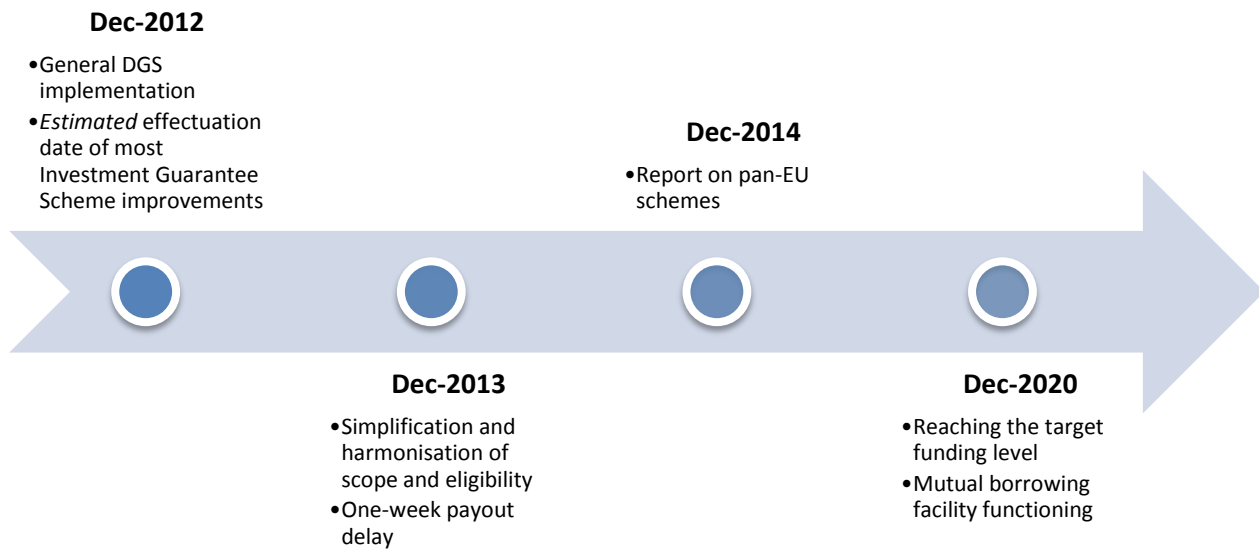 Dec-2012
•General DGS
implementation
•Estimated effectuation
date of most
Investment Guarantee
Scheme improvements
Dec-2013
•Simplification and
harmonisation of
scope and eligibility
•One-week payout
delay
Dec-2014
•Report on pan-EU
schemes
Dec-2020
•Reaching the target
funding level
•Mutual borrowing
facility functioning